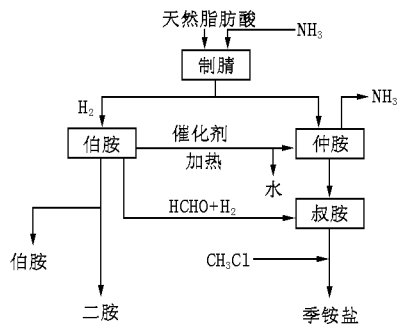 天然脂肪酸
NH3
制腈
H2
NH3
伯胺
催化剂
加热
仲胺
水
HCHO+H2
叔胺
伯胺
CH3Cl
二胺
季铵盐